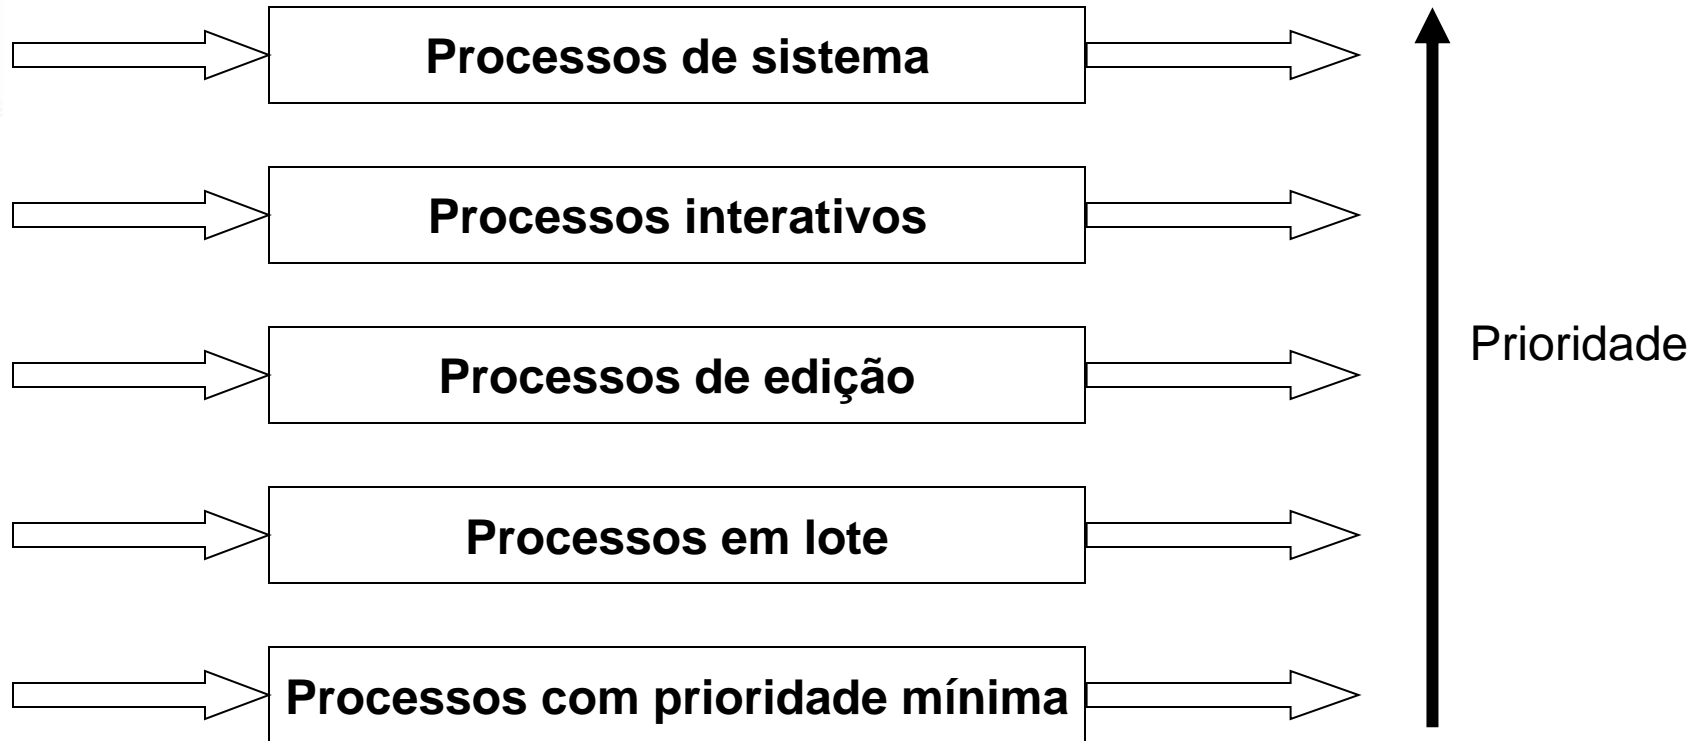 Processos de sistema
Processos interativos
Prioridade
Processos de edição
Processos em lote
Processos com prioridade mínima